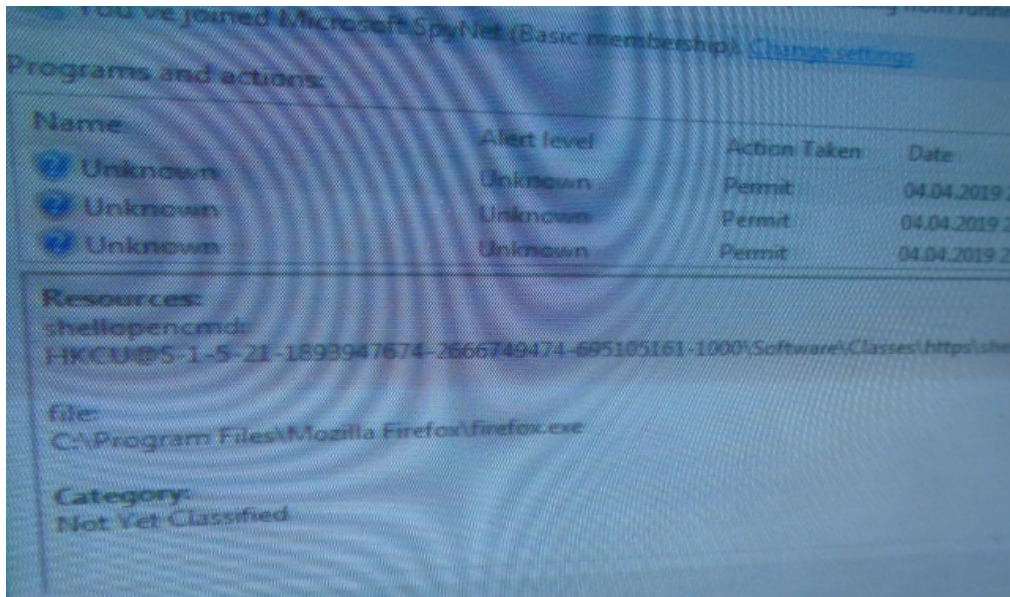 You've joined Microsoft SpyNet (Basic membership). Change settings
Programs and actions:
Name Alert level Action Taken Date
Unknown Unknown Permit 04.04.2019
Unknown Unknown Permit 04.04.2019
Unknown Unknown Permit 04.04.2019
Resources:
shellopencmd:
HKCU@S-1-5-21-1893947674-2666749474-695105161-1000\Software\Classes\https\she
file:
C:\Program Files\Mozilla Firefox\firefox.exe
Category:
Not Yet Classified